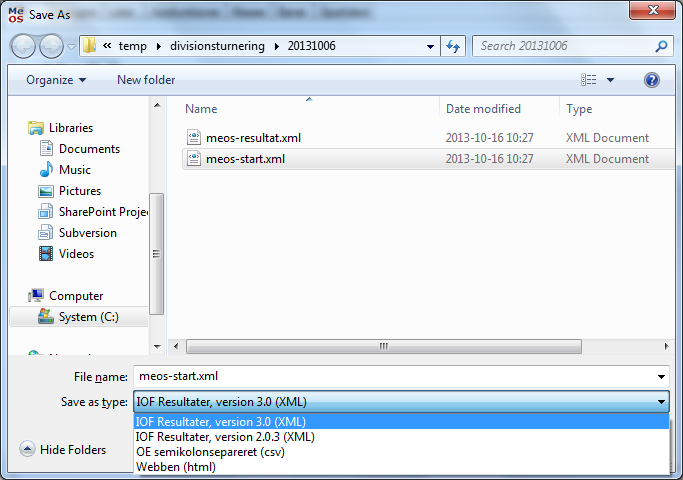 MeOS Save As
« temp ▸ divisionsturnering ▸ 20131006
Search 20131006
Organize
New folder
Name Date modified Type
meos-resultat.xml 2013-10-16 10:27 XML Document
meos-start.xml 2013-10-16 10:27 XML Document
Libraries
Documents
Music
Pictures
SharePoint Proje
Subversion
Videos
Computer
System (C:)
File name: meos-start.xml
Save as type: IOF Resultater, version 3.0 (XML)
IOF Resultater, version 3.0 (XML)
IOF Resultater, version 2.0.3 (XML)
OE semikolonsepareret (csv)
Webben (html)
Hide Folders